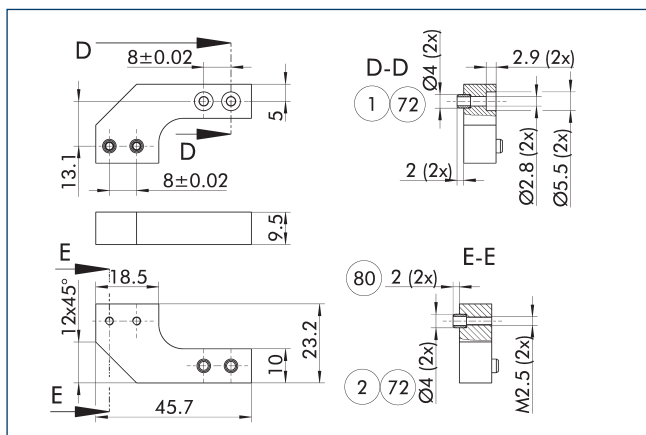 D
8±0.02
5
D
13.1
8±0.02
D-D
1
72
Ø4 (2x)
2.9 (2x)
2 (2x)
Ø2.8 (2x)
Ø5.5 (2x)
9.5
E
18.5
12x45°
23.2
10
E
45.7
E-E
80
2 (2x)
2
72
Ø4 (2x)
M2.5 (2x)